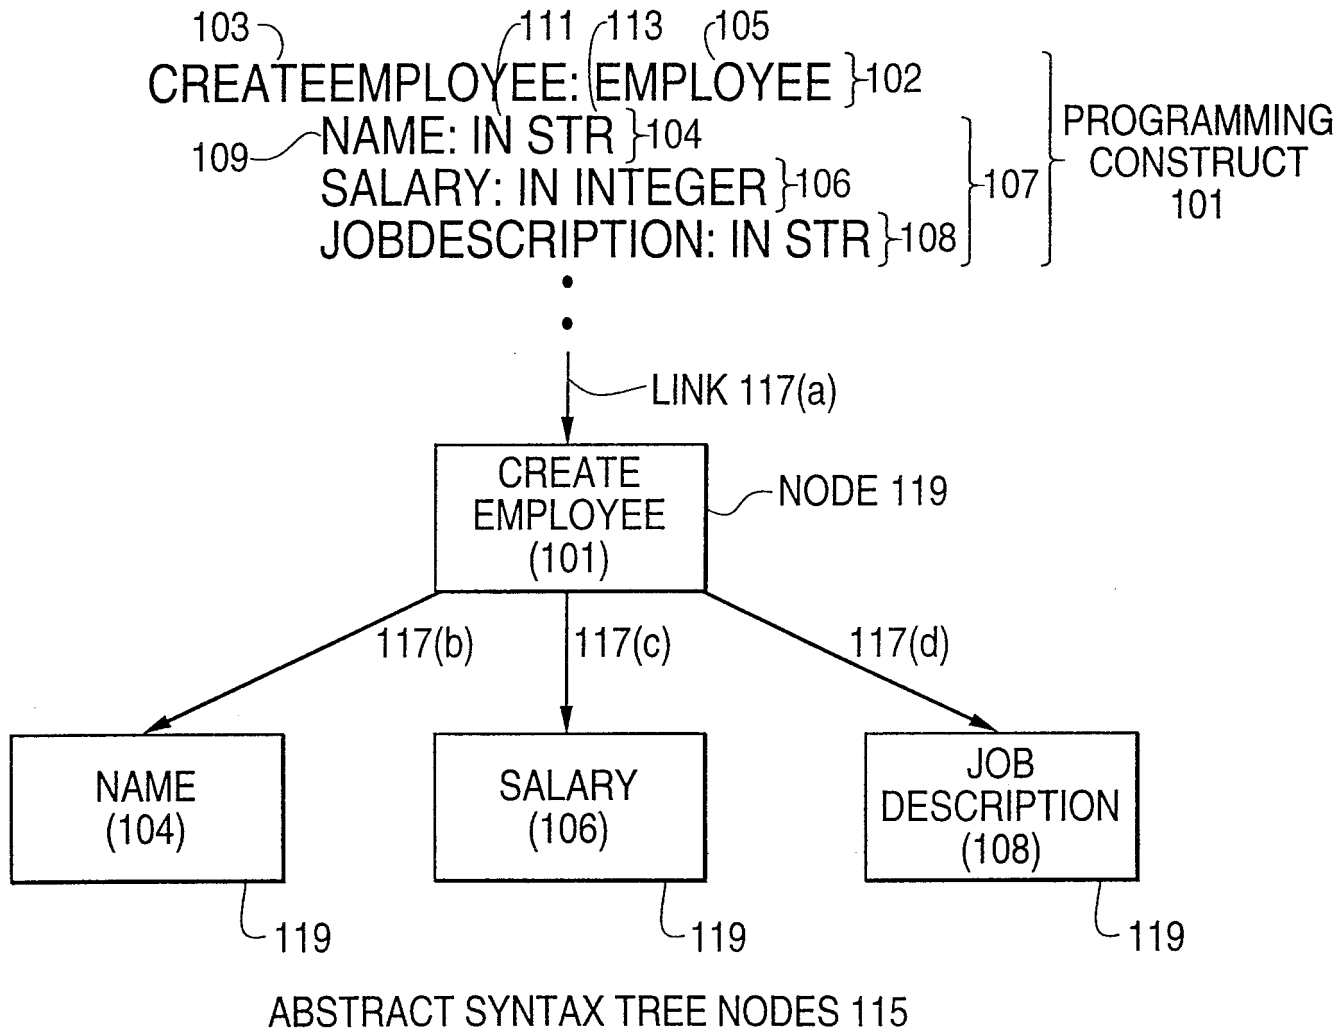 103 111 113 105
CREATEEMPLOYEE: EMPLOYEE 102
109 NAME: IN STR 104
SALARY: IN INTEGER 106
JOBDESCRIPTION: IN STR 108
107
PROGRAMMING
CONSTRUCT
101
LINK 117(a)
CREATE
EMPLOYEE
(101)
NODE 119
117(b) 117(c) 117(d)
NAME
(104)
119
SALARY
(106)
119
JOB
DESCRIPTION
(108)
119
ABSTRACT SYNTAX TREE NODES 115